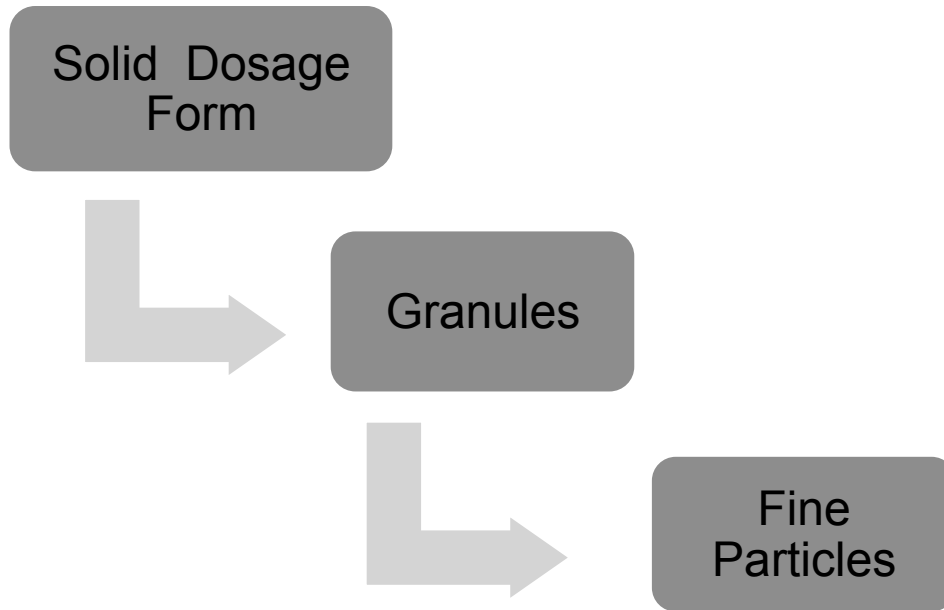 Solid Dosage
Form
Granules
Fine
Particles